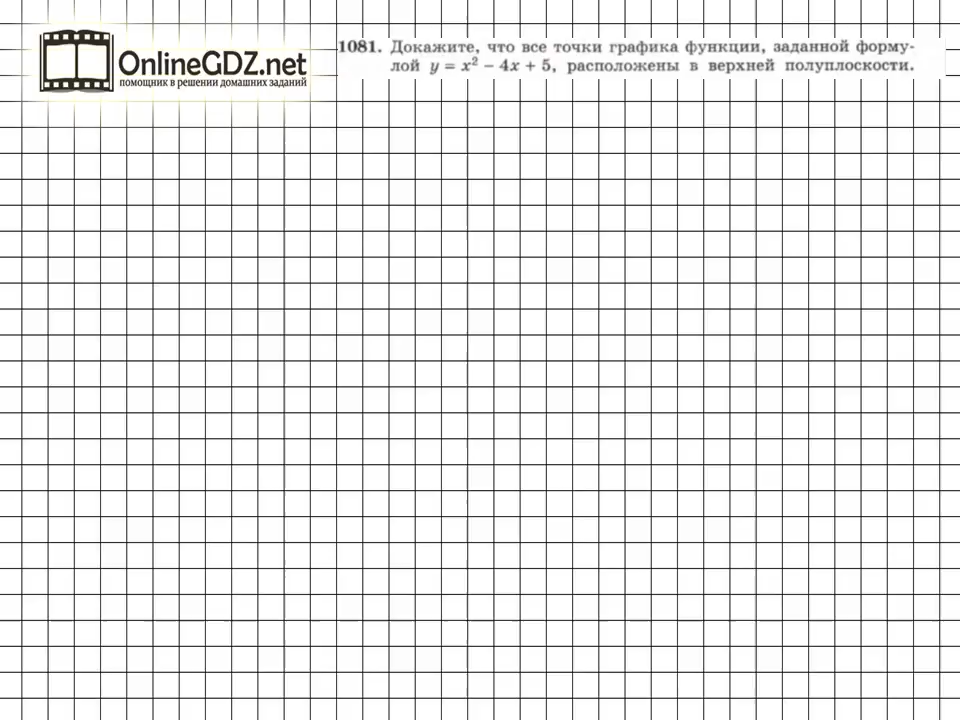 OnlineGDZ.net
помощник в решении домашних заданий
1081. Докажите, что все точки графика функции, заданной форму-
лой y = x² − 4x + 5, расположены в верхней полуплоскости.